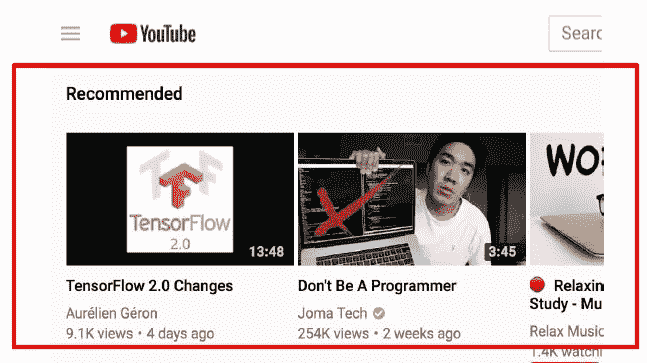 YouTube
Searc
Recommended
TensorFlow
2.0
13:48
3:45
WO
TensorFlow 2.0 Changes
Aurélien Géron
9.1K views • 4 days ago
Don't Be A Programmer
Joma Tech
254K views • 2 weeks ago
Relaxin
Study - Mu
Relax Music
1.4K watchi